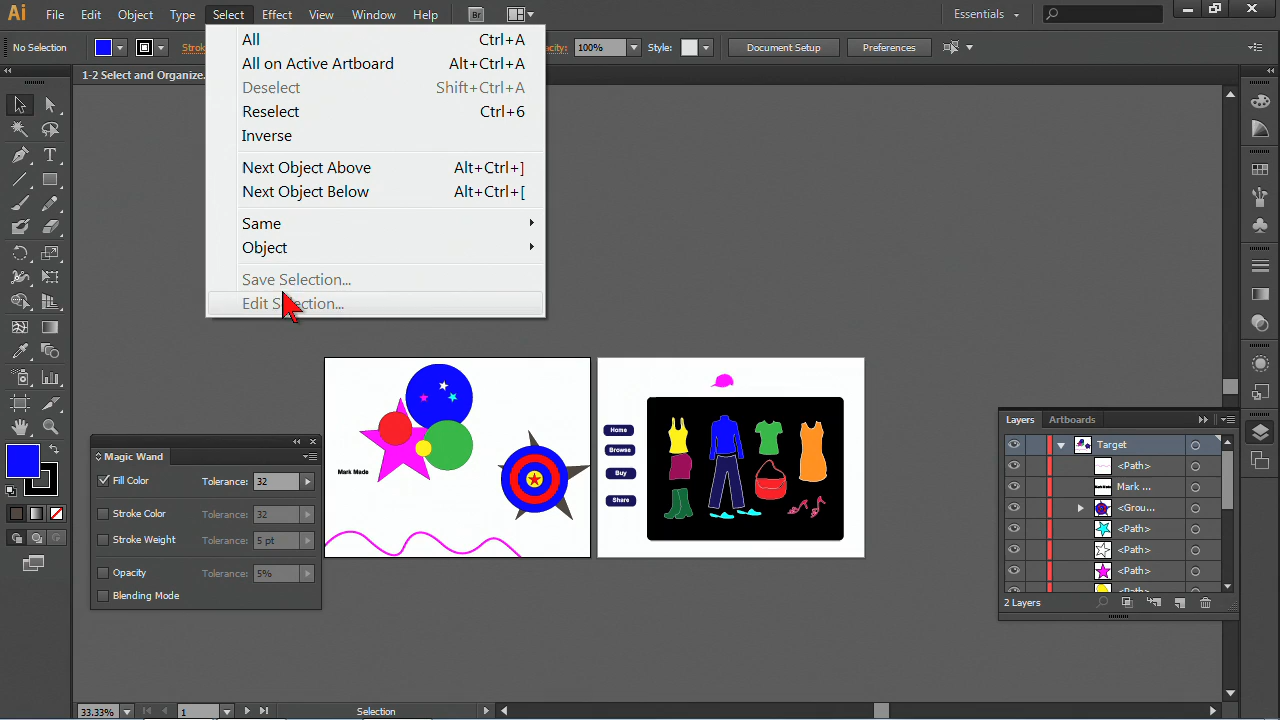 Ai File Edit Object Type Select Effect View Window Help Br Essentials
No Selection Strok acity: 100% Style: Document Setup Preferences
1-2 Select and Organize.
All Ctrl+A
All on Active Artboard Alt+Ctrl+A
Deselect Shift+Ctrl+A
Reselect Ctrl+6
Inverse
Next Object Above Alt+Ctrl+]
Next Object Below Alt+Ctrl+[
Same
Object
Save Selection...
Edit Selection...
Mark Made
Home
Browse
Buy
Share
Magic Wand
Fill Color Tolerance: 32
Stroke Color Tolerance: 32
Stroke Weight Tolerance: 5 pt
Opacity Tolerance: 5%
Blending Mode
Layers Artboards
Target
<Path>
Mark ...
<Grou...
<Path>
<Path>
<Path>
<Path>
2 Layers
33.33% 1 Selection